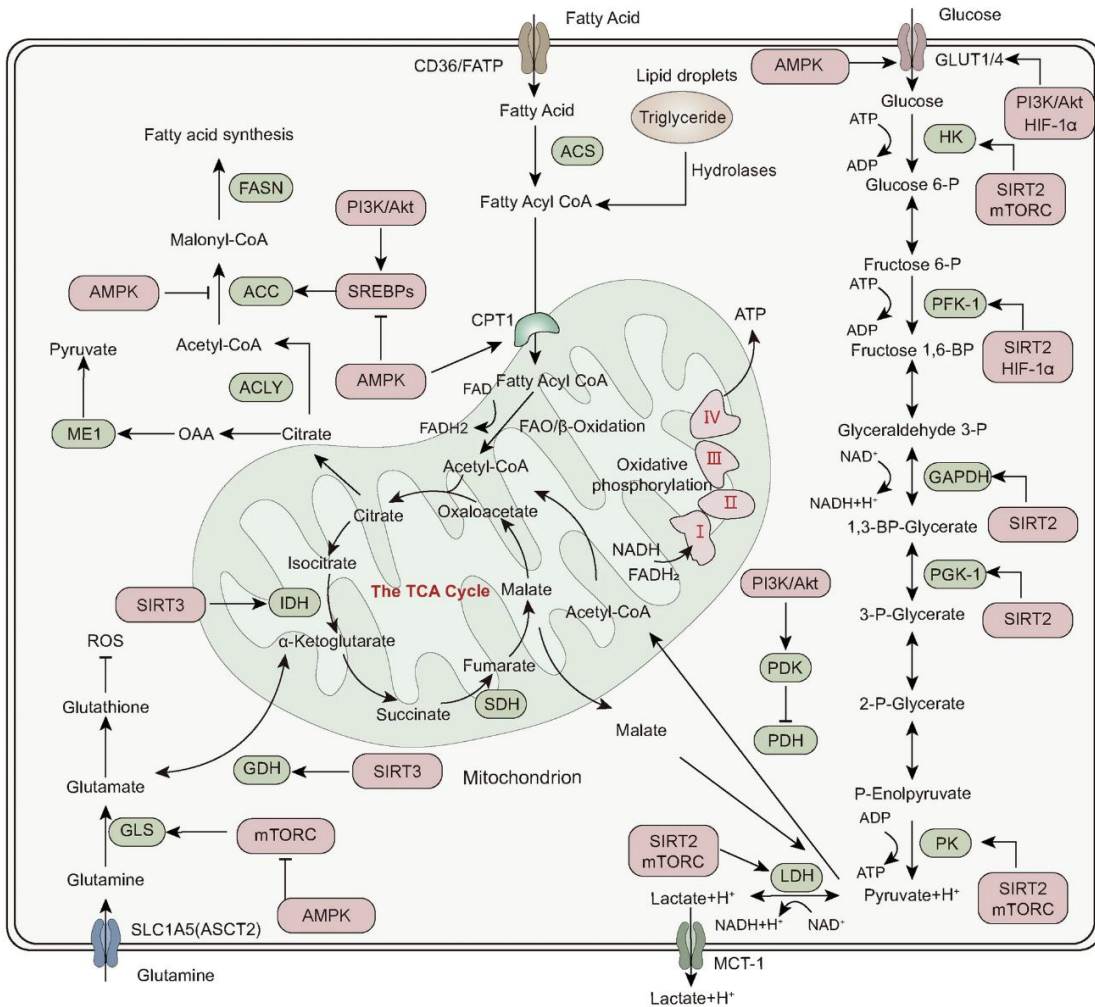 Fatty Acid
Glucose
CD36/FATP
AMPK
GLUT1/4
Lipid droplets
Fatty Acid
Triglyceride
Glucose
PI3K/Akt
HIF-1α
ATP
Fatty acid synthesis
ACS
HK
ADP
FASN
Hydrolases
Glucose 6-P
SIRT2
mTORC
PI3K/Akt
Fatty Acyl CoA
Malonyl-CoA
Fructose 6-P
AMPK
ACC
SREBPs
ATP
PFK-1
ATP
CPT1
ADP
Pyruvate
Acetyl-CoA
Fructose 1,6-BP
SIRT2
HIF-1α
AMPK
FAD
Fatty Acyl CoA
ACLY
IV
FADH2
FAO/β-Oxidation
ME1
OAA
Citrate
Glyceraldehyde 3-P
III
NAD⁺
Acetyl-CoA
Oxidative
phosphorylation
GAPDH
II
NADH+H⁺
Citrate
Oxaloacetate
I
1,3-BP-Glycerate
SIRT2
Isocitrate
NADH
FADH₂
PGK-1
The TCA Cycle
Malate
PI3K/Akt
SIRT3
IDH
Acetyl-CoA
3-P-Glycerate
SIRT2
ROS
α-Ketoglutarate
Fumarate
PDK
Glutathione
Succinate
SDH
2-P-Glycerate
Malate
PDH
GDH
SIRT3
Mitochondrion
Glutamate
P-Enolpyruvate
ADP
GLS
mTORC
SIRT2
mTORC
PK
LDH
ATP
Glutamine
Lactate+H⁺
Pyruvate+H⁺
SIRT2
mTORC
AMPK
NADH+H⁺
NAD⁺
SLC1A5(ASCT2)
MCT-1
Glutamine
Lactate+H⁺